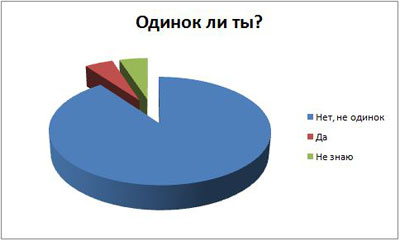 Одинок ли ты?
Нет, не одинок
Да
Не знаю